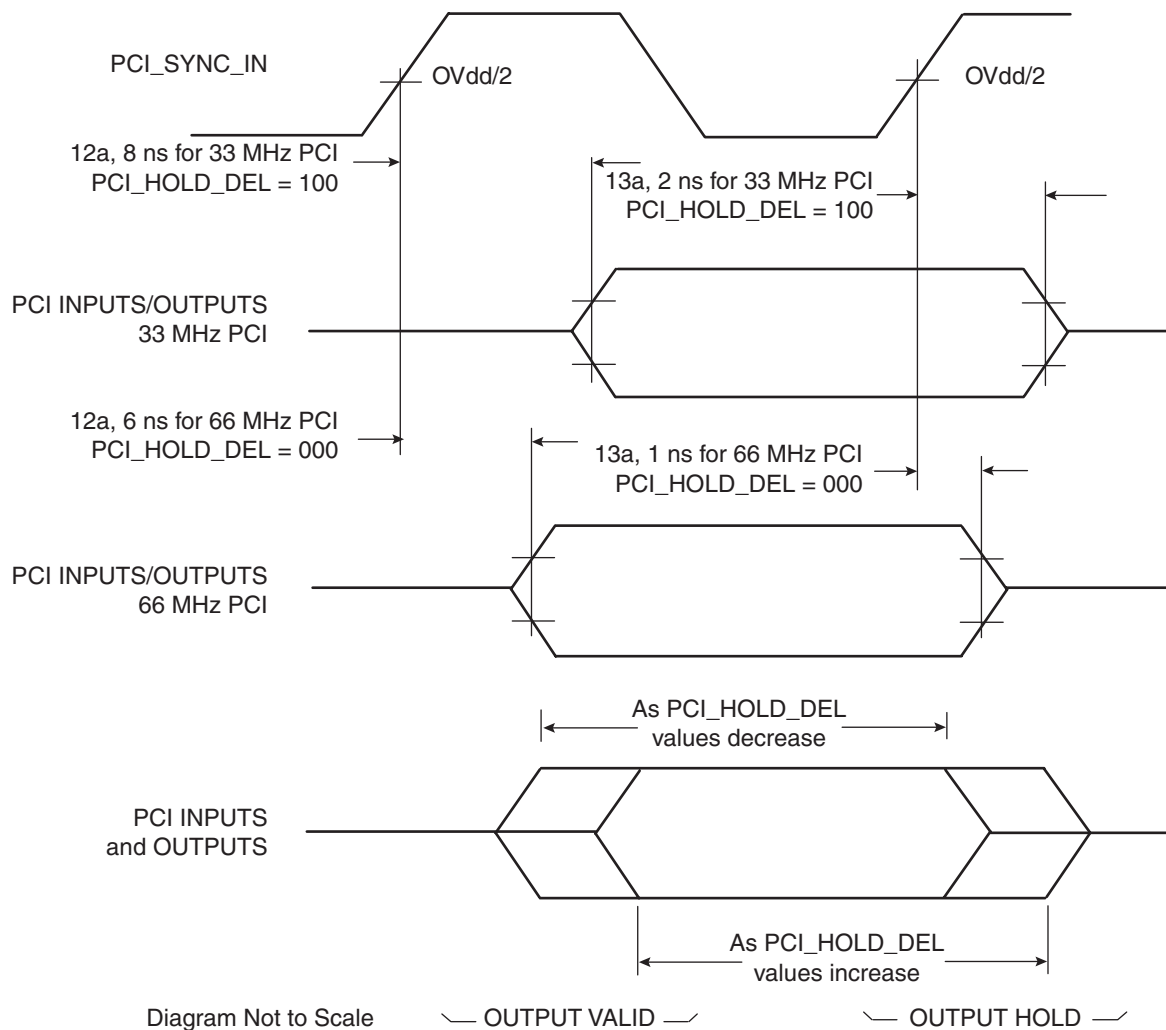 PCI_SYNC_IN
OVdd/2
OVdd/2
12a, 8 ns for 33 MHz PCI
PCI_HOLD_DEL = 100
13a, 2 ns for 33 MHz PCI
PCI_HOLD_DEL = 100
PCI INPUTS/OUTPUTS
33 MHz PCI
12a, 6 ns for 66 MHz PCI
PCI_HOLD_DEL = 000
13a, 1 ns for 66 MHz PCI
PCI_HOLD_DEL = 000
PCI INPUTS/OUTPUTS
66 MHz PCI
As PCI_HOLD_DEL
values decrease
PCI INPUTS
and OUTPUTS
As PCI_HOLD_DEL
values increase
Diagram Not to Scale
OUTPUT VALID
OUTPUT HOLD